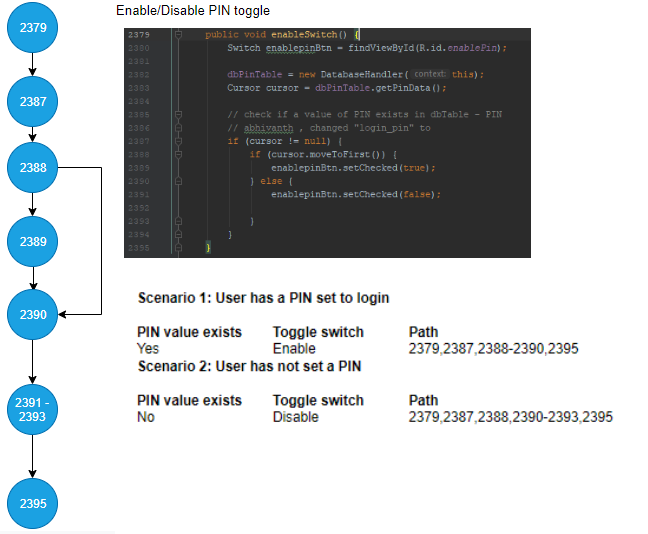 Enable/Disable PIN toggle
2379
2387
2388
2389
2390
2391 -
2393
2395
2379 public void enableSwitch() {
2380 Switch enablepinBtn = findViewById(R.id.enablePin);
2381
2382 dbPinTable = new DatabaseHandler( context: this);
2383 Cursor cursor = dbPinTable.getPinData();
2384
2385 // check if a value of PIN exists in dbTable - PIN
2386 // abhivanth , changed "login_pin" to
2387 if (cursor != null) {
2388 if (cursor.moveToFirst()) {
2389 enablepinBtn.setChecked(true);
2390 } else {
2391 enablepinBtn.setChecked(false);
2392
2393 }
2394 }
2395 }
Scenario 1: User has a PIN set to login
PIN value exists Toggle switch Path
Yes Enable 2379,2387,2388-2390,2395
Scenario 2: User has not set a PIN
PIN value exists Toggle switch Path
No Disable 2379,2387,2388,2390-2393,2395